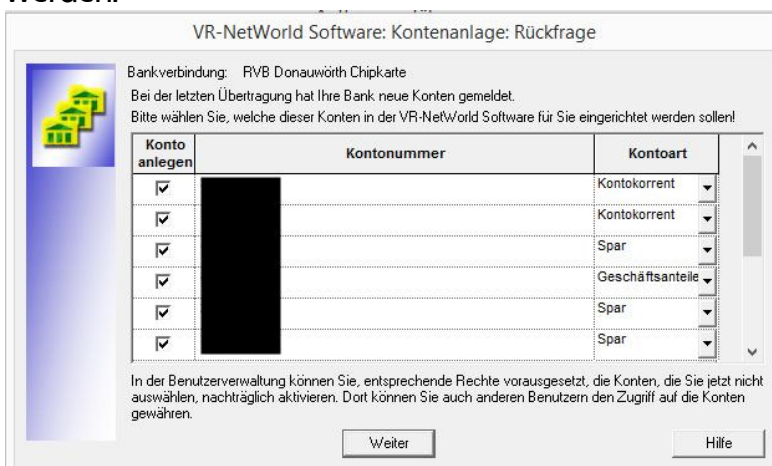 VR-NetWorld Software: Kontenanlage: Rückfrage
Bankverbindung: RVB Donauwörth Chipkarte
Bei der letzten Übertragung hat Ihre Bank neue Konten gemeldet.
Bitte wählen Sie, welche dieser Konten in der VR-NetWorld Software für Sie eingerichtet werden sollen!
Konto anlegen Kontonummer Kontoart
Kontokorrent
Kontokorrent
Spar
Geschäftsanteile
Spar
Spar
In der Benutzerverwaltung können Sie, entsprechende Rechte vorausgesetzt, die Konten, die Sie jetzt nicht
auswählen, nachträglich aktivieren. Dort können Sie auch anderen Benutzern den Zugriff auf die Konten
gewähren.
Weiter Hilfe